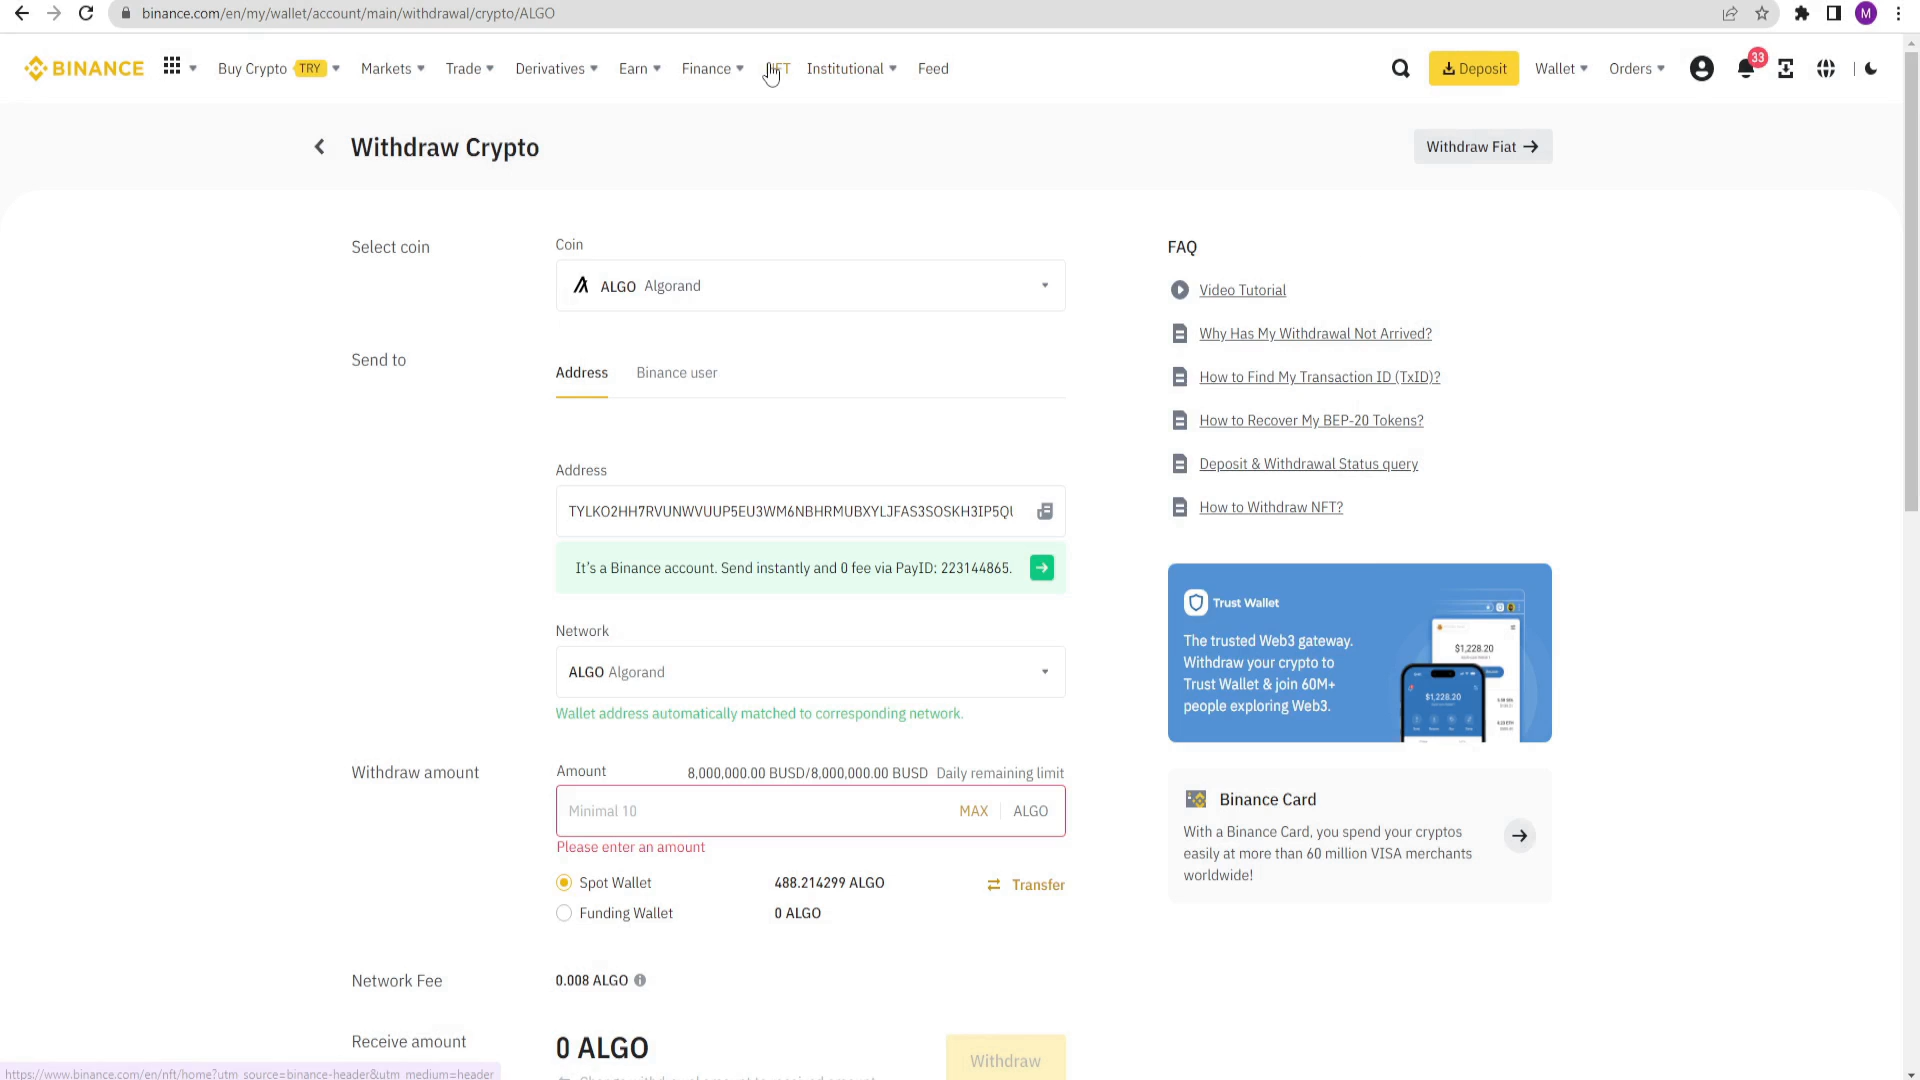 binance.com/en/my/wallet/account/main/withdrawal/crypto/ALGO
M
BINANCE
Buy Crypto TRY
Markets
Trade
Derivatives
Earn
Finance
Institutional
Feed
Deposit
Wallet
Orders
33
Withdraw Crypto
Withdraw Fiat
Select coin
Coin
ALGO Algorand
Send to
Address
Binance user
Address
TYLKO2HH7RVUNWVUUP5EU3WM6NBHRMUBXYLJFAS3SOSKH3IP5QU
It's a Binance account. Send instantly and 0 fee via PayID: 223144865.
Network
ALGO Algorand
Wallet address automatically matched to corresponding network.
Withdraw amount
Amount
8,000,000.00 BUSD/8,000,000.00 BUSD Daily remaining limit
Minimal 10
MAX
ALGO
Please enter an amount
Spot Wallet
488.214299 ALGO
Transfer
Funding Wallet
0 ALGO
Network Fee
0.008 ALGO
Receive amount
0 ALGO
Withdraw
FAQ
Video Tutorial
Why Has My Withdrawal Not Arrived?
How to Find My Transaction ID (TxID)?
How to Recover My BEP-20 Tokens?
Deposit & Withdrawal Status query
How to Withdraw NFT?
Trust Wallet
The trusted Web3 gateway.
Withdraw your crypto to
Trust Wallet & join 60M+
people exploring Web3.
$1,228.20
$1,228.20
Binance Card
With a Binance Card, you spend your cryptos
easily at more than 60 million VISA merchants
worldwide!
https://www.binance.com/en/nft/home?utm_source=binance-header&utm_medium=header